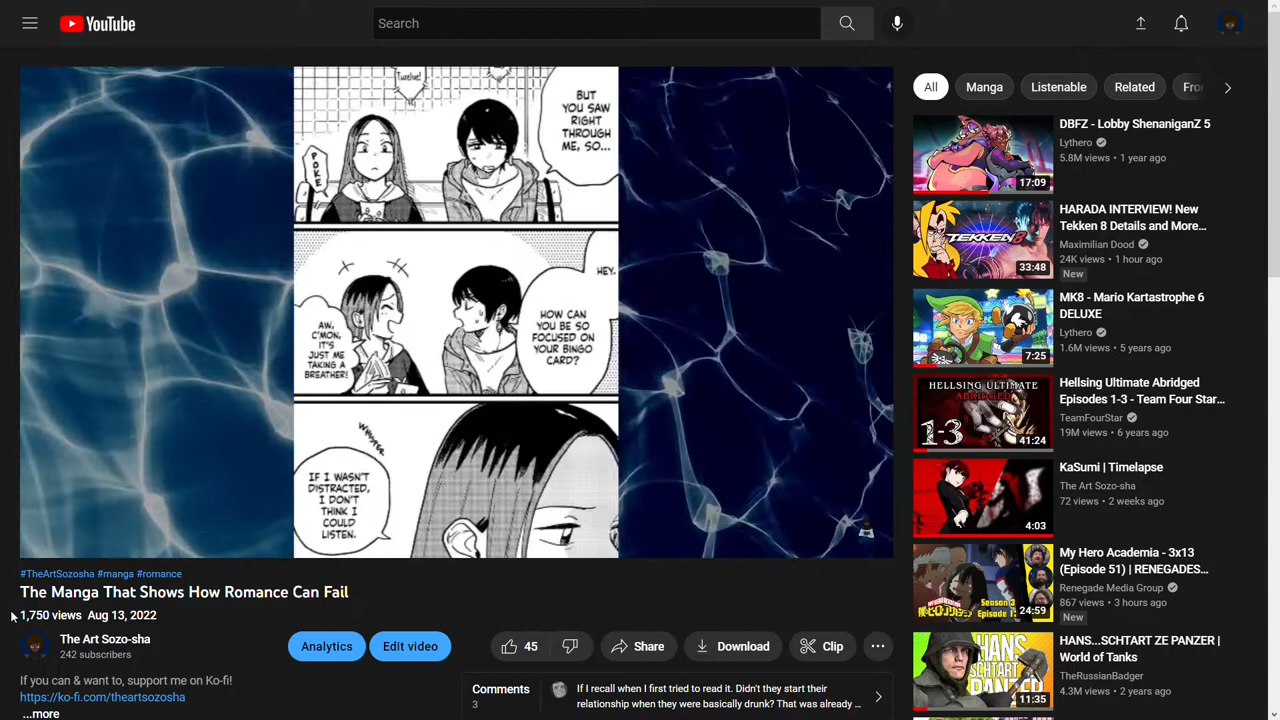 YouTube
Search
Twelve!
POKE
BUT
YOU SAW
RIGHT
THROUGH
ME, SO...
HEY.
HOW CAN
YOU BE SO
FOCUSED ON
YOUR BINGO
CARD?
AW,
C'MON,
IT'S
JUST ME
TAKING A
BREATHER!
WHISPER
IF I WASN'T
DISTRACTED,
I DON'T
THINK I
COULD
LISTEN.
#TheArtSozosha #manga #romance
The Manga That Shows How Romance Can Fail
1,750 views Aug 13, 2022
The Art Sozo-sha
242 subscribers
Analytics
Edit video
45
Share
Download
Clip
If you can & want to, support me on Ko-fi!
https://ko-fi.com/theartsozosha
...more
Comments
3
If I recall when I first tried to read it. Didn't they start their
relationship when they were basically drunk? That was already ...
All
Manga
Listenable
Related
Fro
17:09
DBFZ - Lobby ShenaniganZ 5
Lythero
5.8M views • 1 year ago
TEKKEN 8
33:48
HARADA INTERVIEW! New
Tekken 8 Details and More...
Maximilian Dood
24K views • 1 hour ago
New
7:25
MK8 - Mario Kartastrophe 6
DELUXE
Lythero
1.6M views • 5 years ago
HELLSING ULTIMATE
ABRIDGED
1-3
41:24
Hellsing Ultimate Abridged
Episodes 1-3 - Team Four Star...
TeamFourStar
19M views • 6 years ago
4:03
KaSumi | Timelapse
The Art Sozo-sha
72 views • 2 weeks ago
Season 3
Episode 13
24:59
My Hero Academia - 3x13
(Episode 51) | RENEGADES...
Renegade Media Group
867 views • 3 hours ago
New
HANS
SCHTART
PANZER
11:35
HANS...SCHTART ZE PANZER |
World of Tanks
TheRussianBadger
4.3M views • 2 years ago